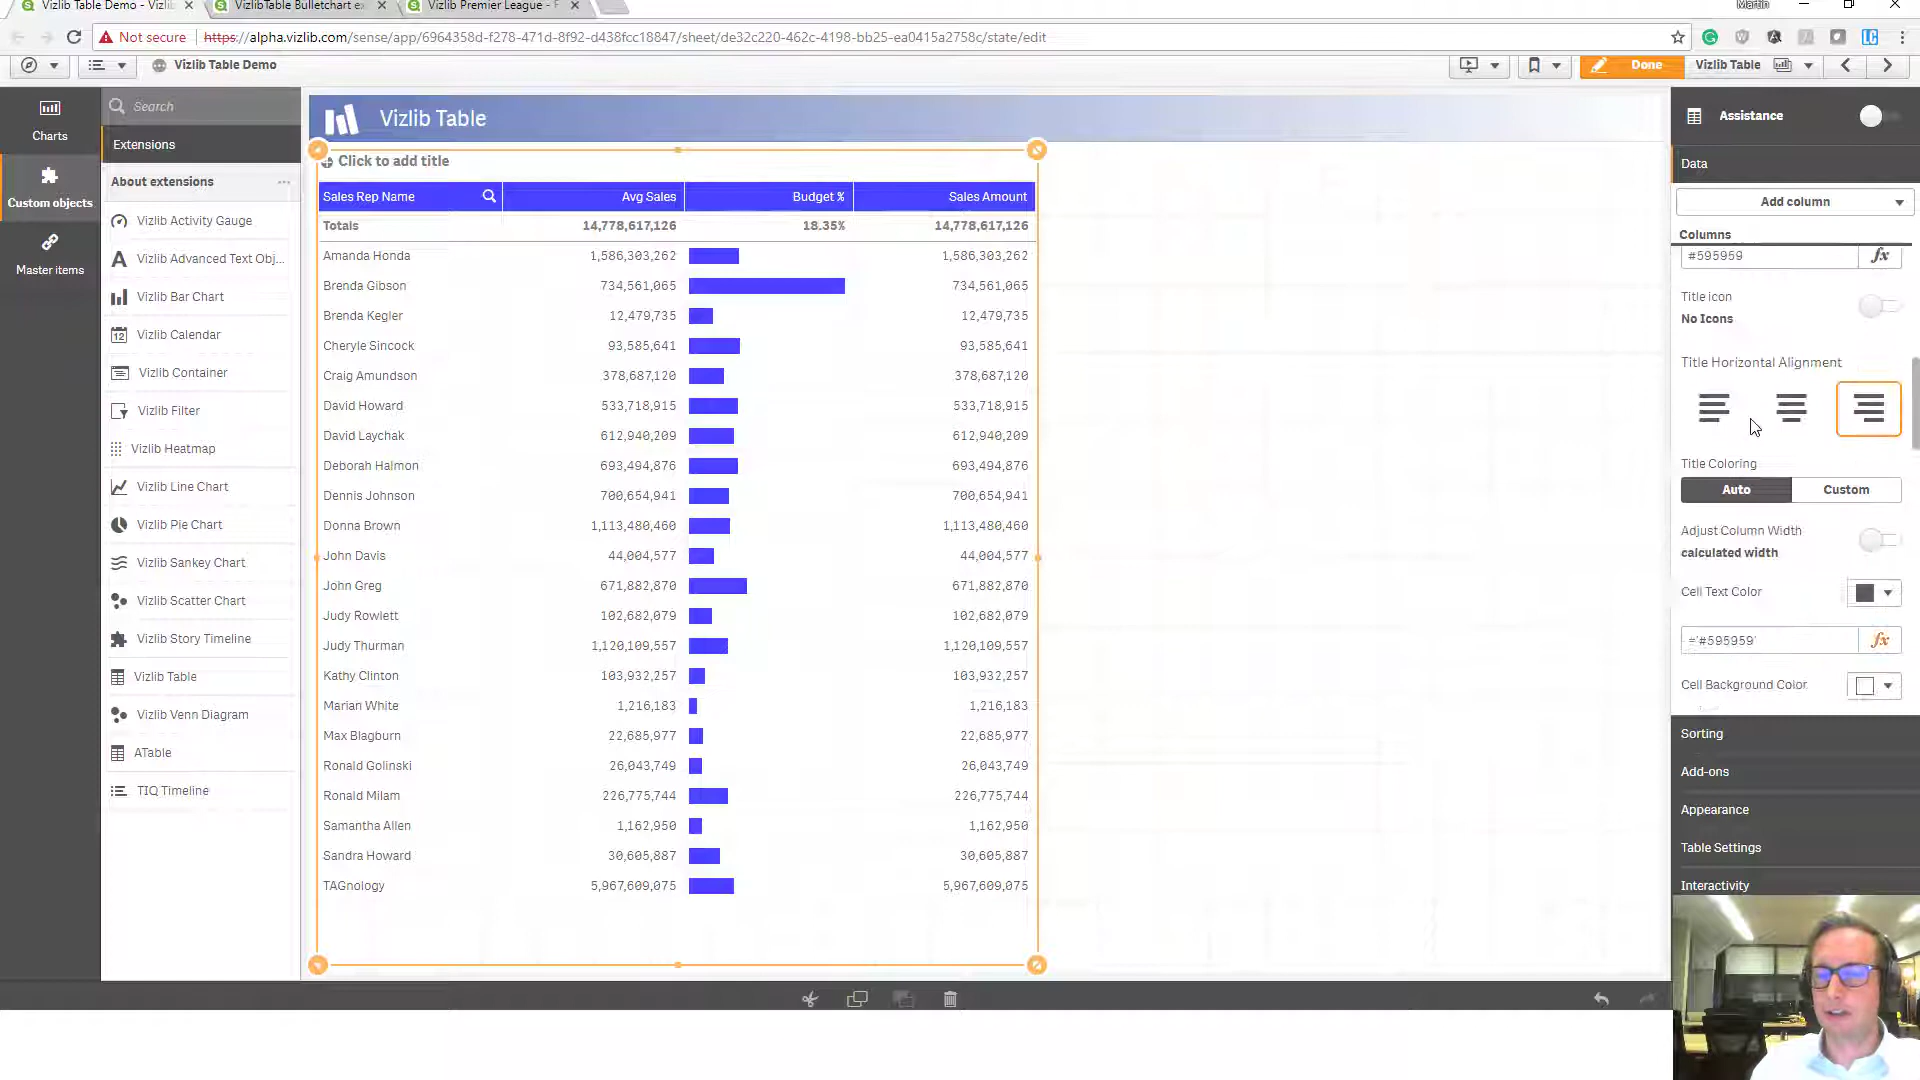 Vizlib Table Demo - Vizlib
VizlibTable Bulletchart ex
Vizlib Premier League - F
Martin
Not secure
https://alpha.vizlib.com/sense/app/6964358d-f278-471d-8f92-d438fcc18847/sheet/de32c220-462c-4198-bb25-ea0415a2758c/state/edit
Vizlib Table Demo
Done
Vizlib Table
Charts
Custom objects
Master items
Search
Extensions
About extensions
Vizlib Activity Gauge
Vizlib Advanced Text Obj...
Vizlib Bar Chart
Vizlib Calendar
Vizlib Container
Vizlib Filter
Vizlib Heatmap
Vizlib Line Chart
Vizlib Pie Chart
Vizlib Sankey Chart
Vizlib Scatter Chart
Vizlib Story Timeline
Vizlib Table
Vizlib Venn Diagram
ATable
TIQ Timeline
Vizlib Table
Click to add title
Sales Rep Name Avg Sales Budget % Sales Amount
Totals 14,778,617,126 18.35% 14,778,617,126
Amanda Honda 1,586,303,262 1,586,303,262
Brenda Gibson 734,561,065 734,561,065
Brenda Kegler 12,479,735 12,479,735
Cheryle Sincock 93,585,641 93,585,641
Craig Amundson 378,687,120 378,687,120
David Howard 533,718,915 533,718,915
David Laychak 612,940,209 612,940,209
Deborah Halmon 693,494,876 693,494,876
Dennis Johnson 700,654,941 700,654,941
Donna Brown 1,113,480,460 1,113,480,460
John Davis 44,004,577 44,004,577
John Greg 671,882,870 671,882,870
Judy Rowlett 102,682,079 102,682,079
Judy Thurman 1,120,109,557 1,120,109,557
Kathy Clinton 103,932,257 103,932,257
Marian White 1,216,183 1,216,183
Max Blagburn 22,685,977 22,685,977
Ronald Golinski 26,043,749 26,043,749
Ronald Milam 226,775,744 226,775,744
Samantha Allen 1,162,950 1,162,950
Sandra Howard 30,605,887 30,605,887
TAGnology 5,967,609,075 5,967,609,075
Assistance
Data
Add column
Columns
#595959 fx
Title icon
No Icons
Title Horizontal Alignment
Title Coloring
Auto Custom
Adjust Column Width
calculated width
Cell Text Color
='#595959' fx
Cell Background Color
Sorting
Add-ons
Appearance
Table Settings
Interactivity